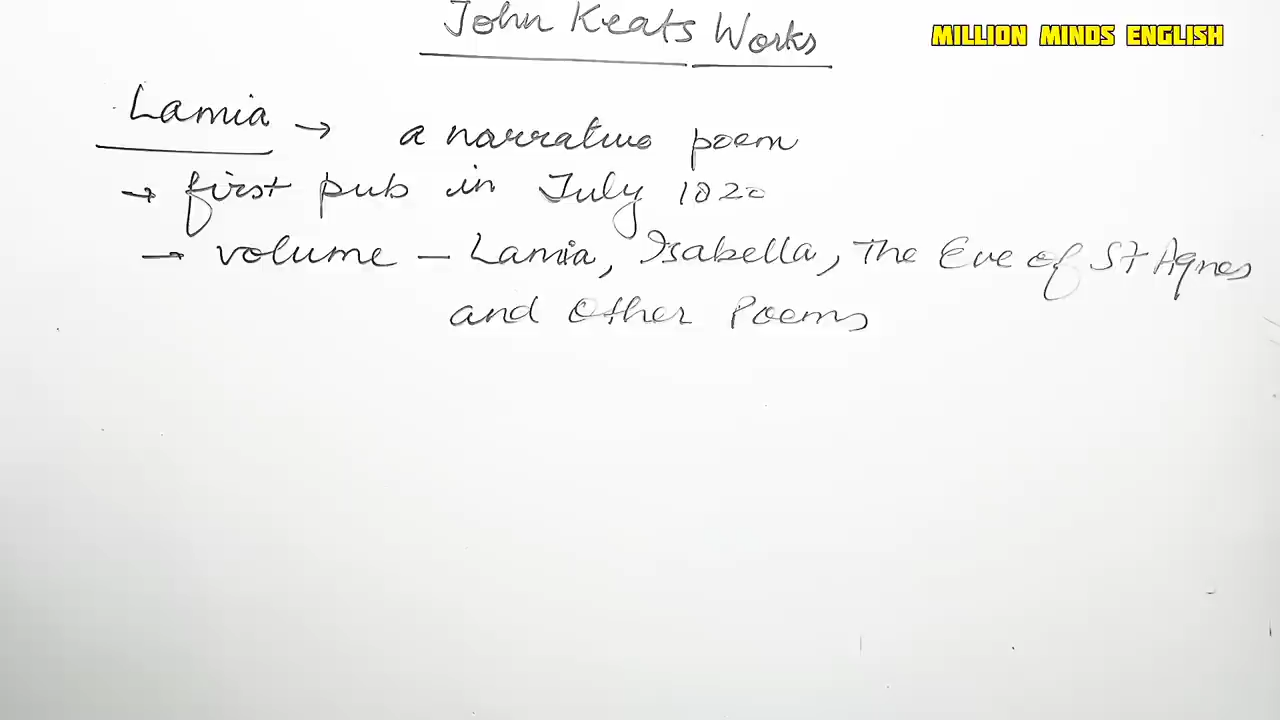 John Keats Works
MILLION MINDS ENGLISH
Lamia → a narrative poem
→ first pub in July 1820
→ volume – Lamia, Isabella, The Eve of St Agnes
and Other Poems